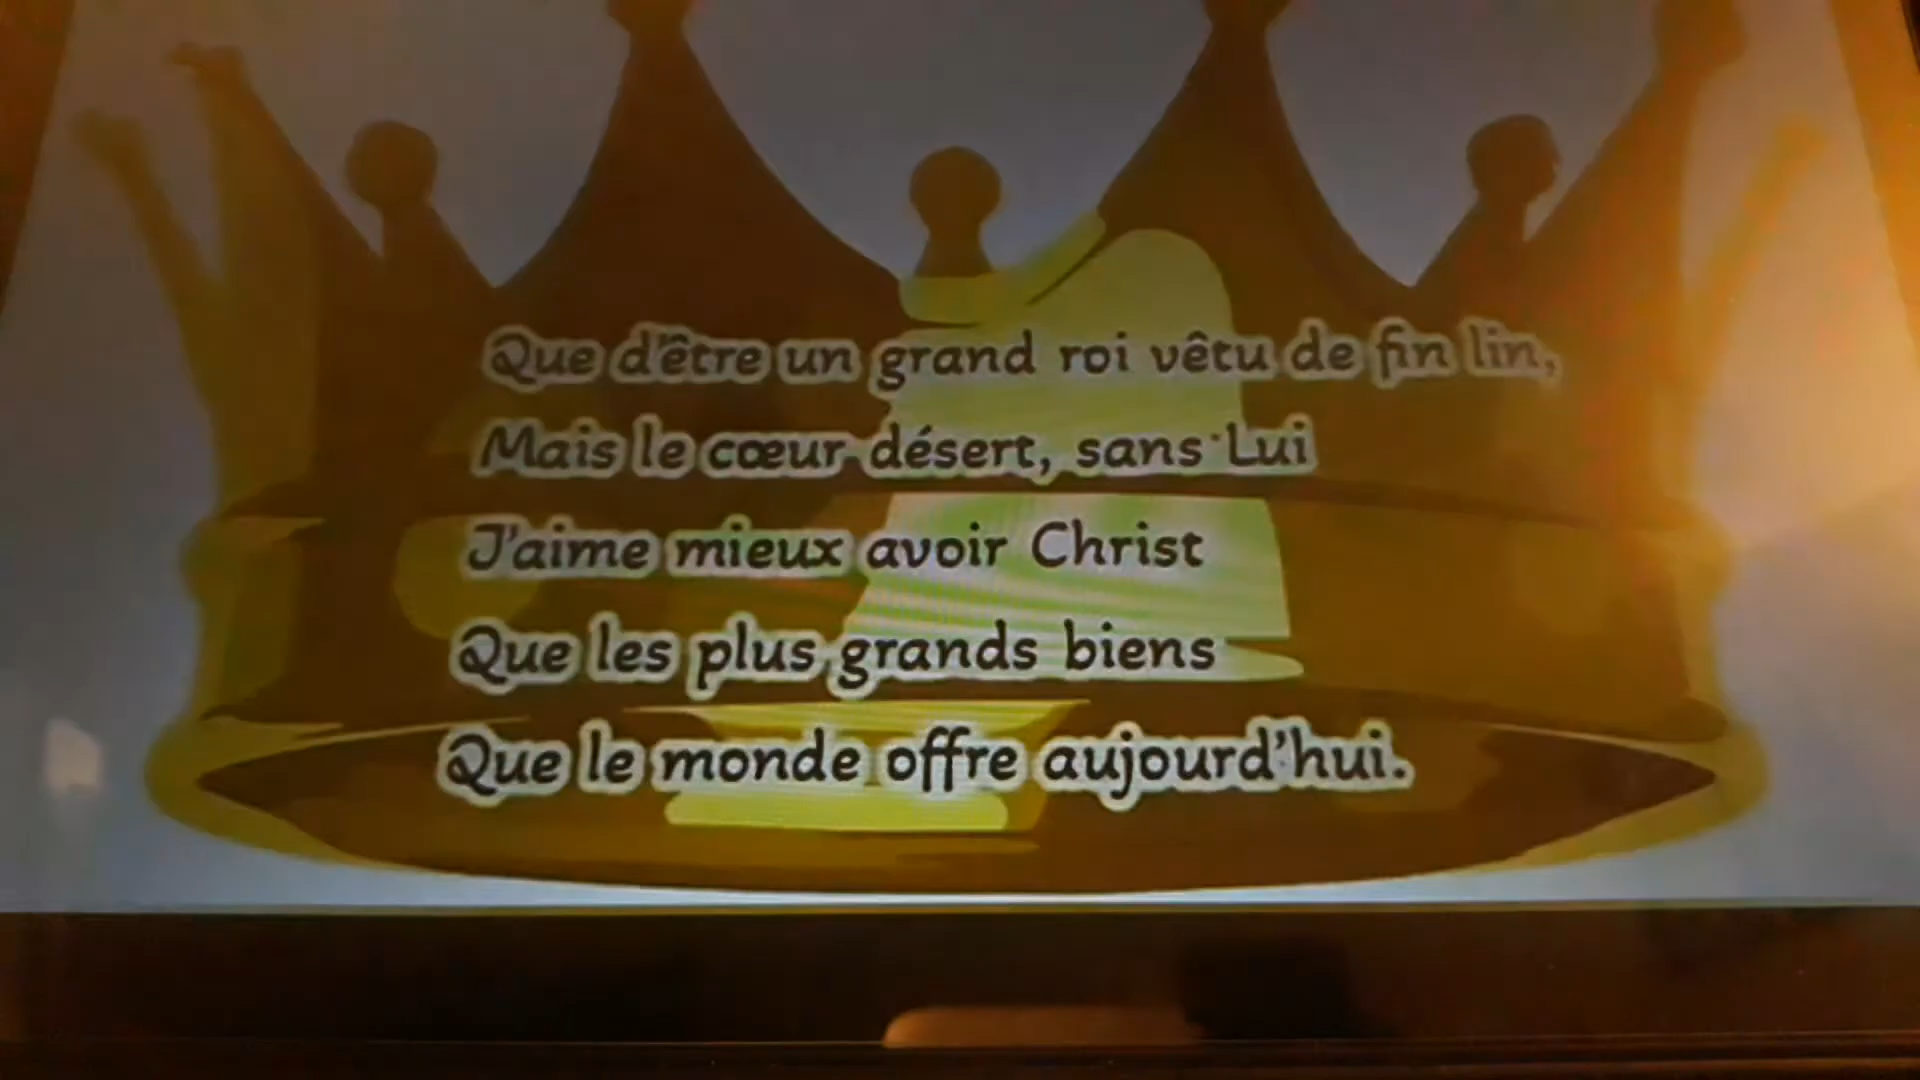 Que d'être un grand roi vêtu de fin lin,
Mais le cœur désert, sans Lui
J'aime mieux avoir Christ
Que les plus grands biens
Que le monde offre aujourd'hui.